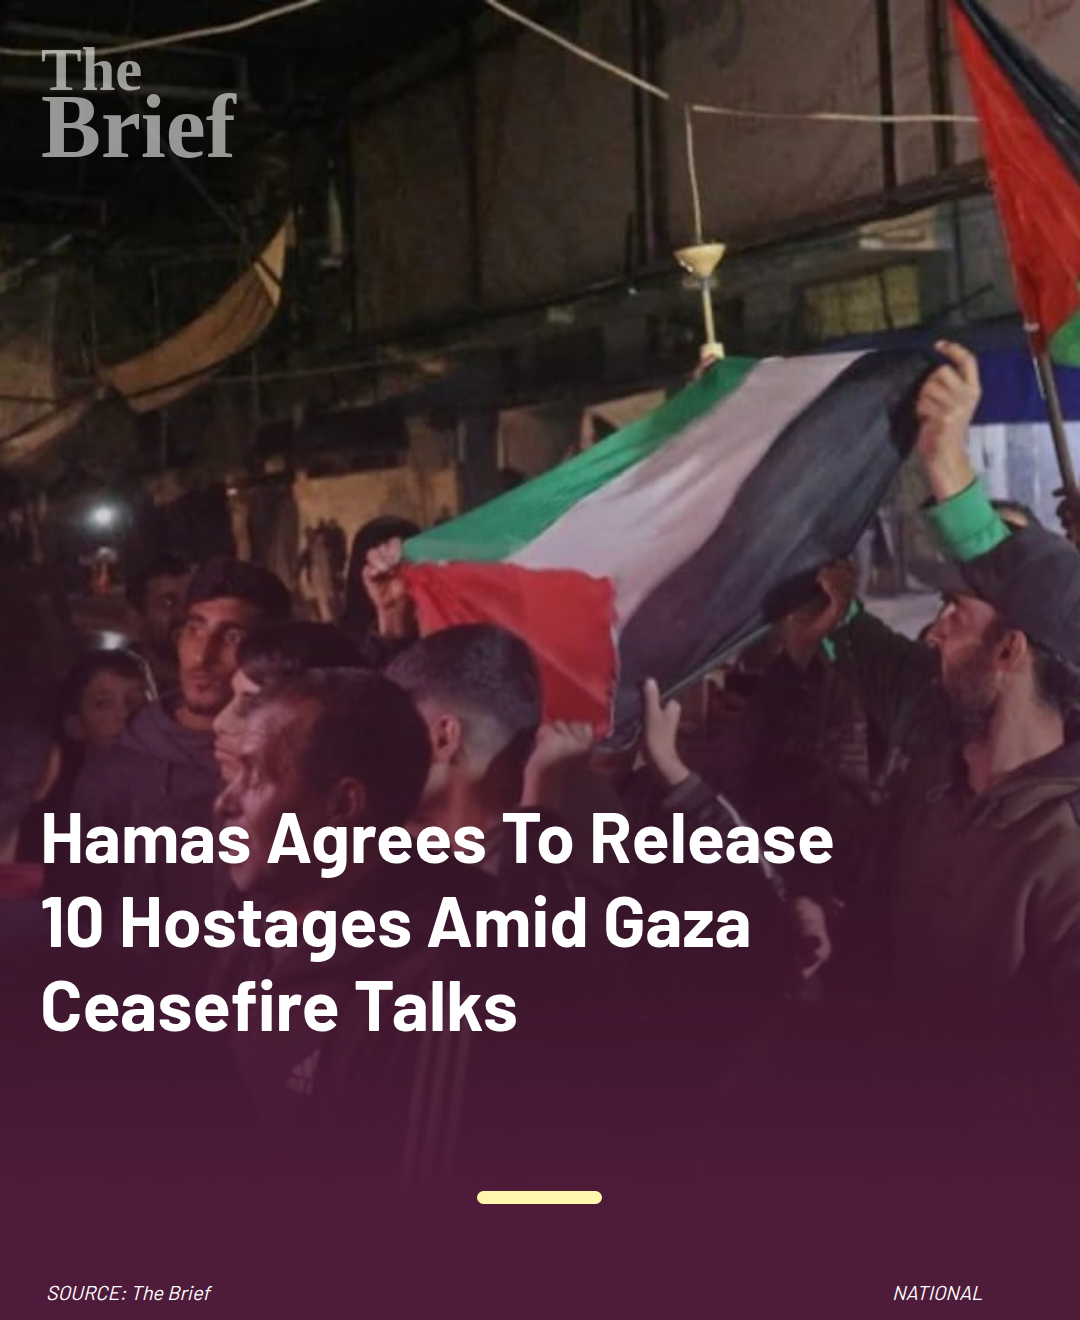 The
Brief
Hamas Agrees To Release
10 Hostages Amid Gaza
Ceasefire Talks
SOURCE: The Brief
NATIONAL